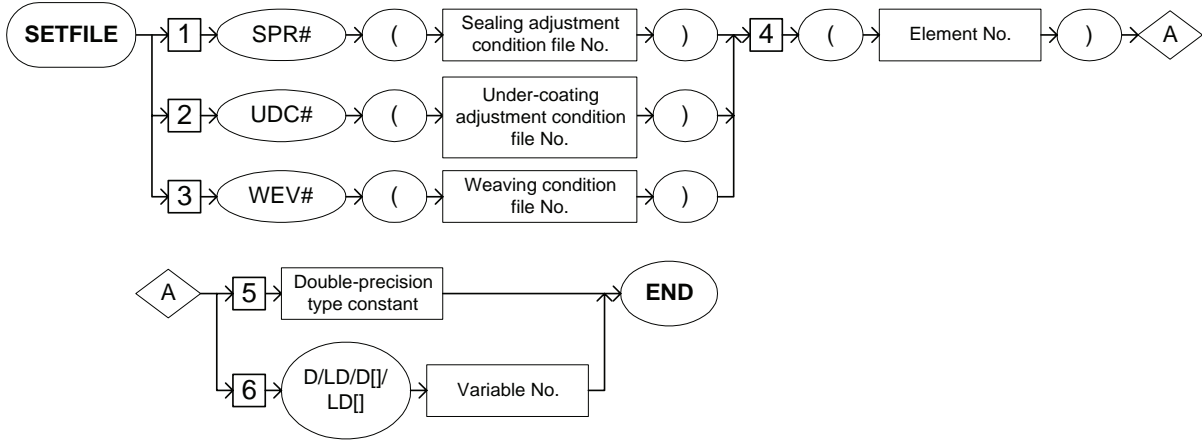 SETFILE 1 SPR# ( Sealing adjustment condition file No. ) 4 ( Element No. ) A
2 UDC# ( Under-coating adjustment condition file No. )
3 WEV# ( Weaving condition file No. )
A 5 Double-precision type constant END
6 D/LD/D[]/ LD[] Variable No.